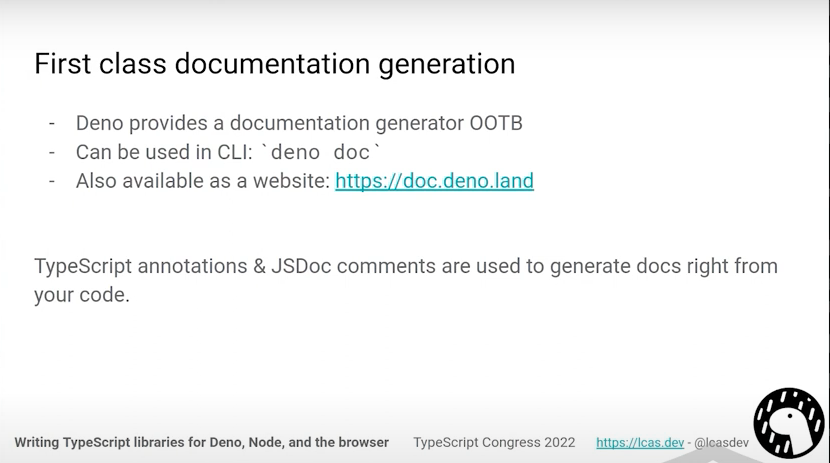 First class documentation generation
- Deno provides a documentation generator OOTB
- Can be used in CLI: `deno doc`
- Also available as a website: https://doc.deno.land
TypeScript annotations & JSDoc comments are used to generate docs right from
your code.
Writing TypeScript libraries for Deno, Node, and the browser TypeScript Congress 2022 https://lcas.dev - @lcasdev